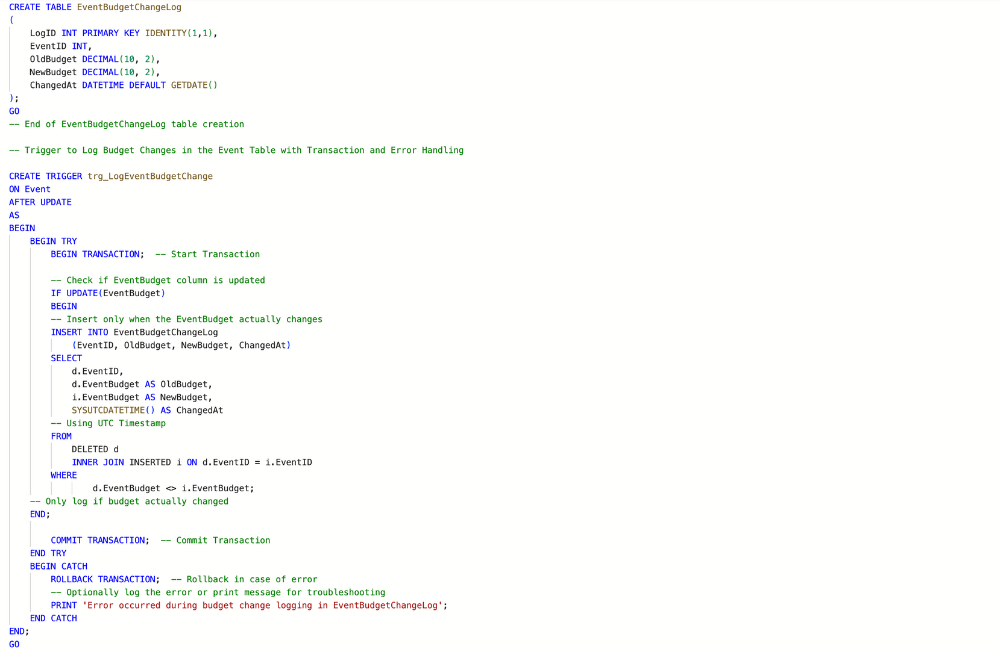 CREATE TABLE EventBudgetChangeLog
(
    LogID INT PRIMARY KEY IDENTITY(1,1),
    EventID INT,
    OldBudget DECIMAL(10, 2),
    NewBudget DECIMAL(10, 2),
    ChangedAt DATETIME DEFAULT GETDATE()
);
GO
-- End of EventBudgetChangeLog table creation

-- Trigger to Log Budget Changes in the Event Table with Transaction and Error Handling

CREATE TRIGGER trg_LogEventBudgetChange
ON Event
AFTER UPDATE
AS
BEGIN
    BEGIN TRY
        BEGIN TRANSACTION;  -- Start Transaction

        -- Check if EventBudget column is updated
        IF UPDATE(EventBudget)
        BEGIN
        -- Insert only when the EventBudget actually changes
        INSERT INTO EventBudgetChangeLog
            (EventID, OldBudget, NewBudget, ChangedAt)
        SELECT
            d.EventID,
            d.EventBudget AS OldBudget,
            i.EventBudget AS NewBudget,
            SYSUTCDATETIME() AS ChangedAt
        -- Using UTC Timestamp
        FROM
            DELETED d
            INNER JOIN INSERTED i ON d.EventID = i.EventID
        WHERE
                d.EventBudget <> i.EventBudget;
    -- Only log if budget actually changed
    END;

        COMMIT TRANSACTION;  -- Commit Transaction
    END TRY
    BEGIN CATCH
        ROLLBACK TRANSACTION;  -- Rollback in case of error
        -- Optionally log the error or print message for troubleshooting
        PRINT 'Error occurred during budget change logging in EventBudgetChangeLog';
    END CATCH
END;
GO